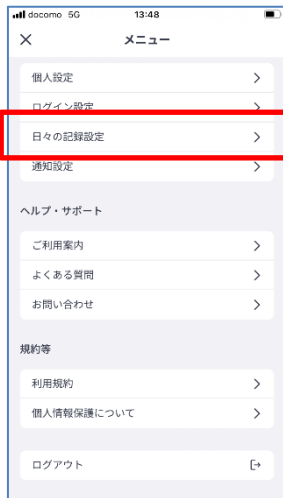 docomo 5G 13:48
メニュー
個人設定
ログイン設定
日々の記録設定
通知設定
ヘルプ・サポート
ご利用案内
よくある質問
お問い合わせ
規約等
利用規約
個人情報保護について
ログアウト